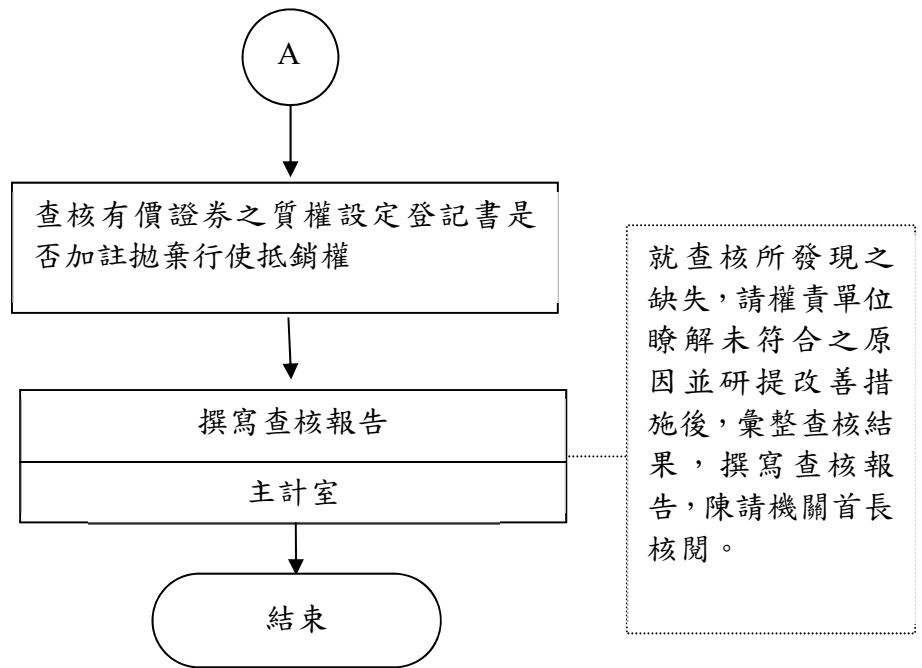 A
查核有價證券之質權設定登記書是
否加註拋棄行使抵銷權
撰寫查核報告
主計室
結束
就查核所發現之
缺失，請權責單位
瞭解未符合之原
因並研提改善措
施後，彙整查核結
果，撰寫查核報
告，陳請機關首長
核閱。